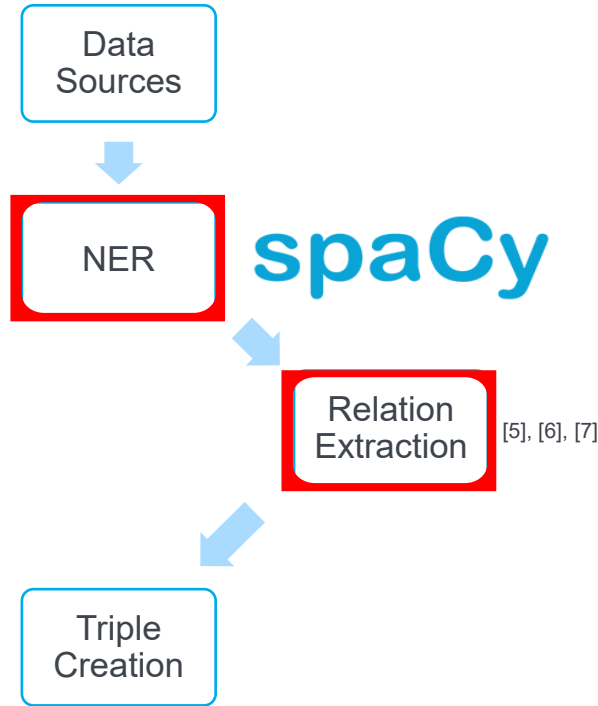 Data
Sources
NER
spaCy
Relation
Extraction
[5], [6], [7]
Triple
Creation